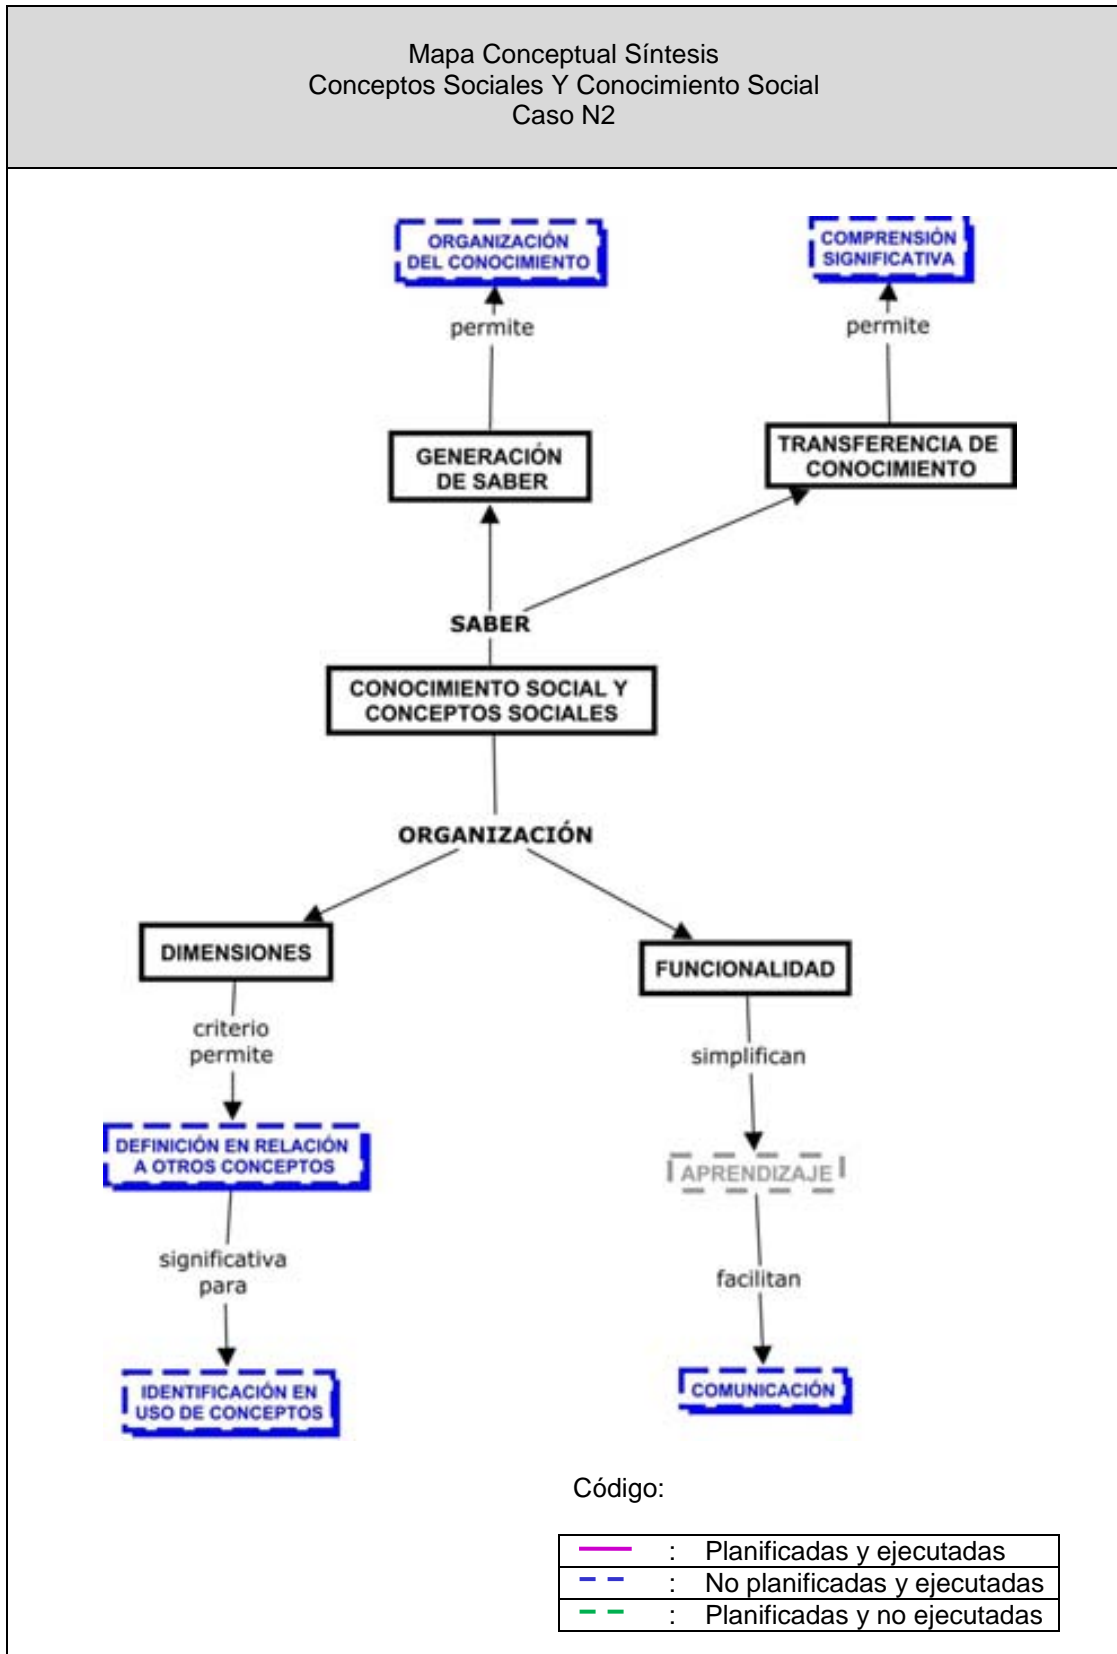 Mapa Conceptual Síntesis
Conceptos Sociales Y Conocimiento Social
Caso N2
ORGANIZACIÓN
DEL CONOCIMIENTO
COMPRENSIÓN
SIGNIFICATIVA
permite
permite
GENERACIÓN
DE SABER
TRANSFERENCIA DE
CONOCIMIENTO
SABER
CONOCIMIENTO SOCIAL Y
CONCEPTOS SOCIALES
ORGANIZACIÓN
DIMENSIONES
FUNCIONALIDAD
criterio
permite
simplifican
DEFINICIÓN EN RELACIÓN
A OTROS CONCEPTOS
APRENDIZAJE
significativa
para
facilitan
IDENTIFICACIÓN EN
USO DE CONCEPTOS
COMUNICACIÓN
Código:
: Planificadas y ejecutadas
: No planificadas y ejecutadas
: Planificadas y no ejecutadas